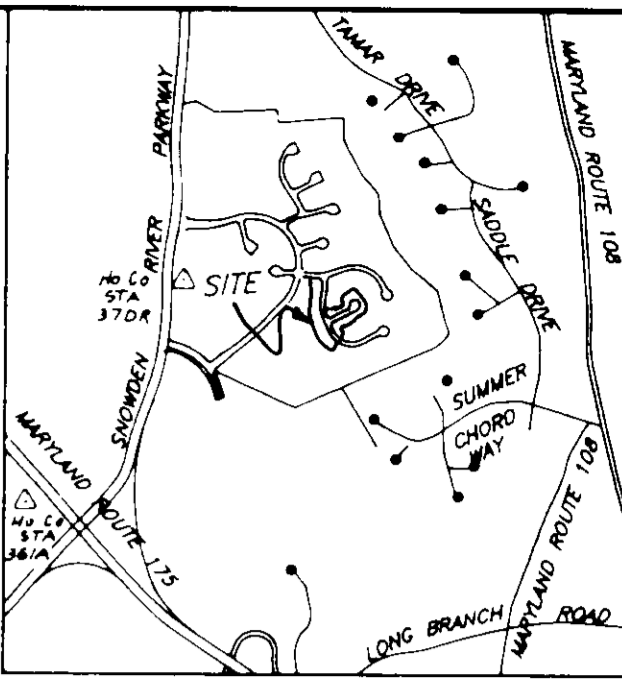 TAMAR DRIVE
MARYLAND ROUTE 108
SNOWDEN RIVER PARKWAY
SADDLE DRIVE
Ho Co
STA
37DR
SITE
SUMMER
CHORD
WAY
MARYLAND ROUTE 175
Ho Co
STA
361A
MARYLAND ROUTE 108
LONG BRANCH ROAD